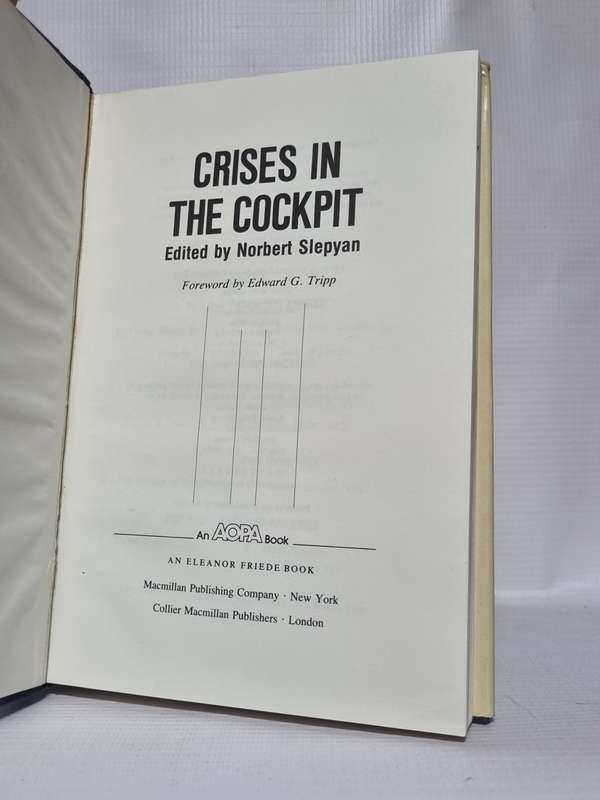 CRISES IN
THE COCKPIT
Edited by Norbert Slepyan
Foreword by Edward G. Tripp
An AOPA Book
AN ELEANOR FRIEDE BOOK
Macmillan Publishing Company · New York
Collier Macmillan Publishers · London